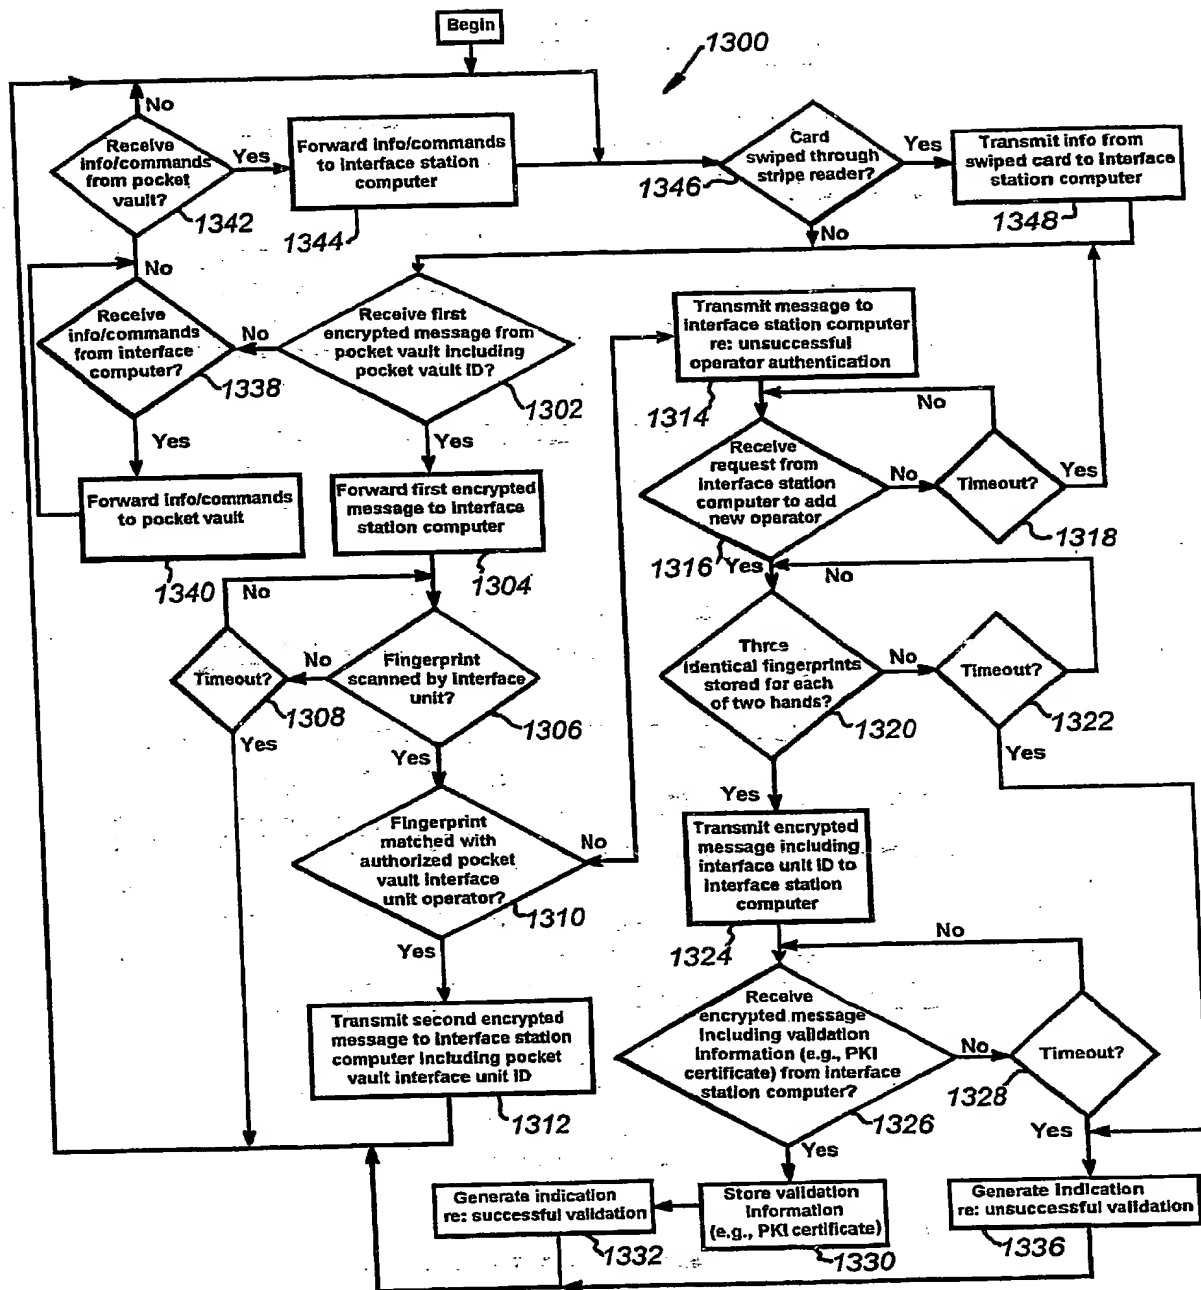 Begin
1300
No
Receive
info/commands
from pocket
vault?
Yes
1342
Forward info/commands
to interface station
computer
1344
Card
swiped through
stripe reader?
1346
Yes
No
Transmit info from
swiped card to interface
station computer
1348
No
Receive
info/commands
from interface
computer?
1338
No
Receive first
encrypted message from
pocket vault including
pocket vault ID?
1302
Yes
Yes
Forward info/commands
to pocket vault
1340
Forward first encrypted
message to interface
station computer
1304
No
Timeout?
1308
No
Yes
Fingerprint
scanned by interface
unit?
1306
Yes
Fingerprint
matched with
authorized pocket
vault interface
unit operator?
1310
No
Yes
Transmit second encrypted
message to interface station
computer including pocket
vault interface unit ID
1312
Transmit message to
interface station computer
re: unsuccessful
operator authentication
1314
No
Receive
request from
interface station
computer to add
new operator
1316
No
Timeout?
Yes
1318
Yes
No
Three
identical fingerprints
stored for each
of two hands?
1320
No
Timeout?
1322
Yes
Yes
Transmit encrypted
message including
interface unit ID to
interface station
computer
1324
No
Receive
encrypted message
including validation
information (e.g., PKI
certificate) from interface
station computer?
1326
No
Timeout?
1328
Yes
Yes
Generate indication
re: successful validation
1332
Store validation
information
(e.g., PKI certificate)
1330
Generate indication
re: unsuccessful validation
1336